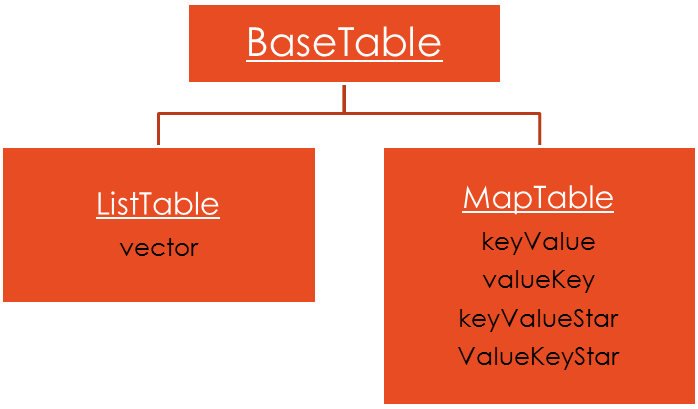 BaseTable
ListTable
vector
MapTable
keyValue
valueKey
keyValueStar
ValueKeyStar